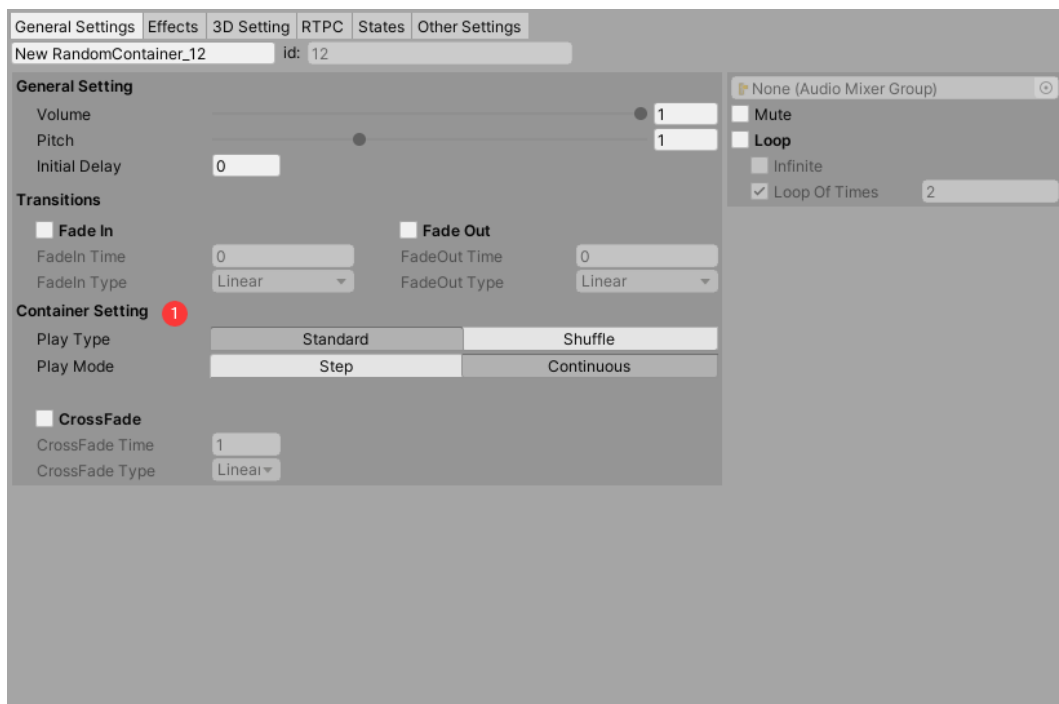 General Settings Effects 3D Setting RTPC States Other Settings
New RandomContainer_12 id: 12
General Setting
Volume 1
Pitch 1
Initial Delay 0
Transitions
Fade In Fade Out
FadeIn Time 0 FadeOut Time 0
FadeIn Type Linear FadeOut Type Linear
Container Setting 1
Play Type Standard Shuffle
Play Mode Step Continuous
CrossFade
CrossFade Time 1
CrossFade Type Linear
None (Audio Mixer Group)
Mute
Loop
Infinite
Loop Of Times 2